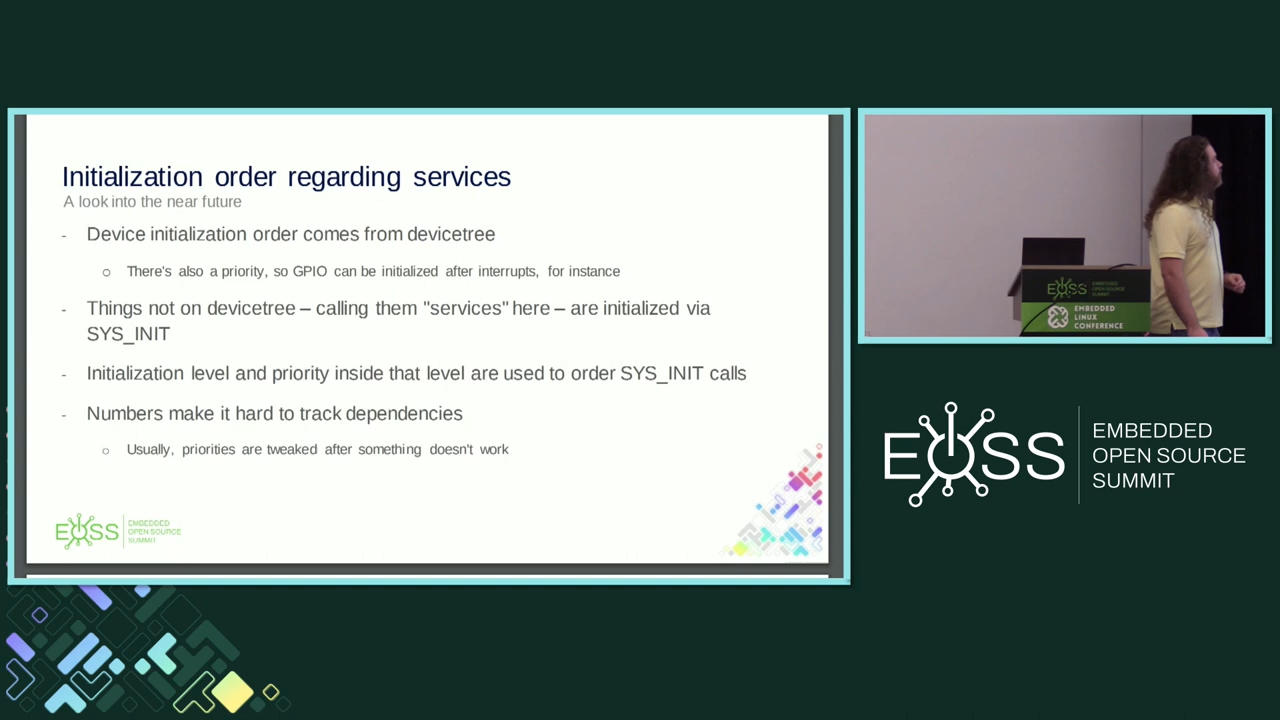 Initialization order regarding services
A look into the near future
- Device initialization order comes from devicetree
o There's also a priority, so GPIO can be initialized after interrupts, for instance
- Things not on devicetree – calling them "services" here – are initialized via
SYS_INIT
- Initialization level and priority inside that level are used to order SYS_INIT calls
- Numbers make it hard to track dependencies
o Usually, priorities are tweaked after something doesn't work
EOSS
EMBEDDED
OPEN SOURCE
SUMMIT
EOSS
EMBEDDED
OPEN SOURCE
SUMMIT
EMBEDDED
LINUX
CONFERENCE
EOSS
EMBEDDED
OPEN SOURCE
SUMMIT